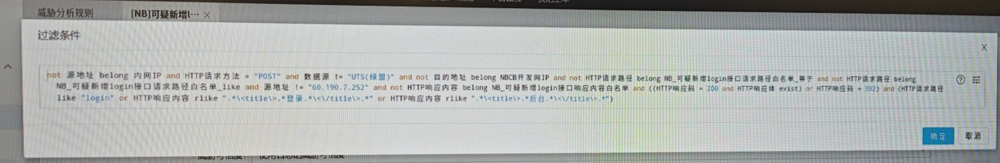 威胁分析规则 [NB]可疑新增l··· ×
过滤条件
X
not 源地址 belong 内网IP and HTTP请求方法 = "POST" and 数据源 != "UTS(绿盟)" and not 目的地址 belong NBCB开发网IP and not HTTP请求路径 belong NB_可疑新增login接口请求路径白名单_等于 and not HTTP请求路径 belong
NB_可疑新增login接口请求路径白名单_like and 源地址 != "60.190.7.252" and not HTTP响应内容 belong NB_可疑新增login接口响应内容白名单 and ((HTTP响应码 = 200 and HTTP响应体 exist) or HTTP响应码 = 302) and (HTTP请求路径
like "login" or HTTP响应内容 rlike ".*\<title\>.*登录.*\<\/title\>.*" or HTTP响应内容 rlike ".*\<title\>.*后台.*\<\/title\>.*")
确定 取消